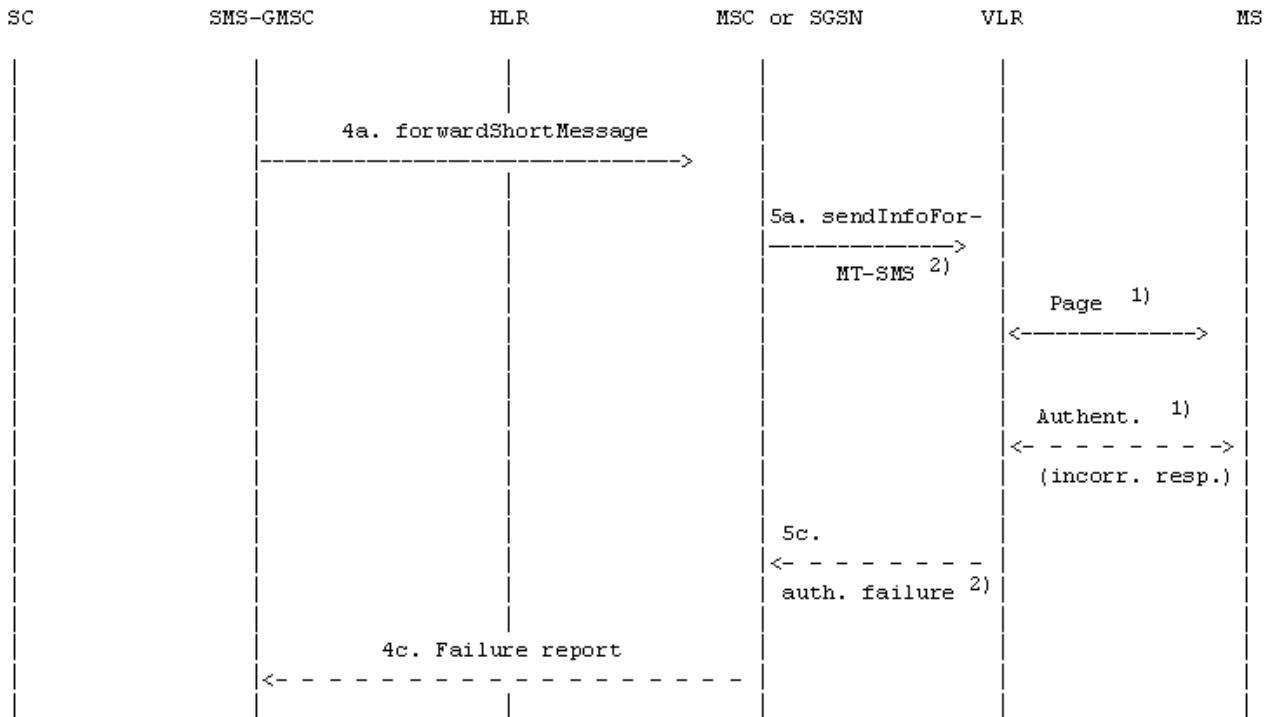 SC SMS-GMSC HLR MSC or SGSN VLR MS
4a. forwardShortMessage
5a. sendInfoFor-
MT-SMS 2)
Page 1)
Authent. 1)
(incorr. resp.)
5c.
auth. failure 2)
4c. Failure report